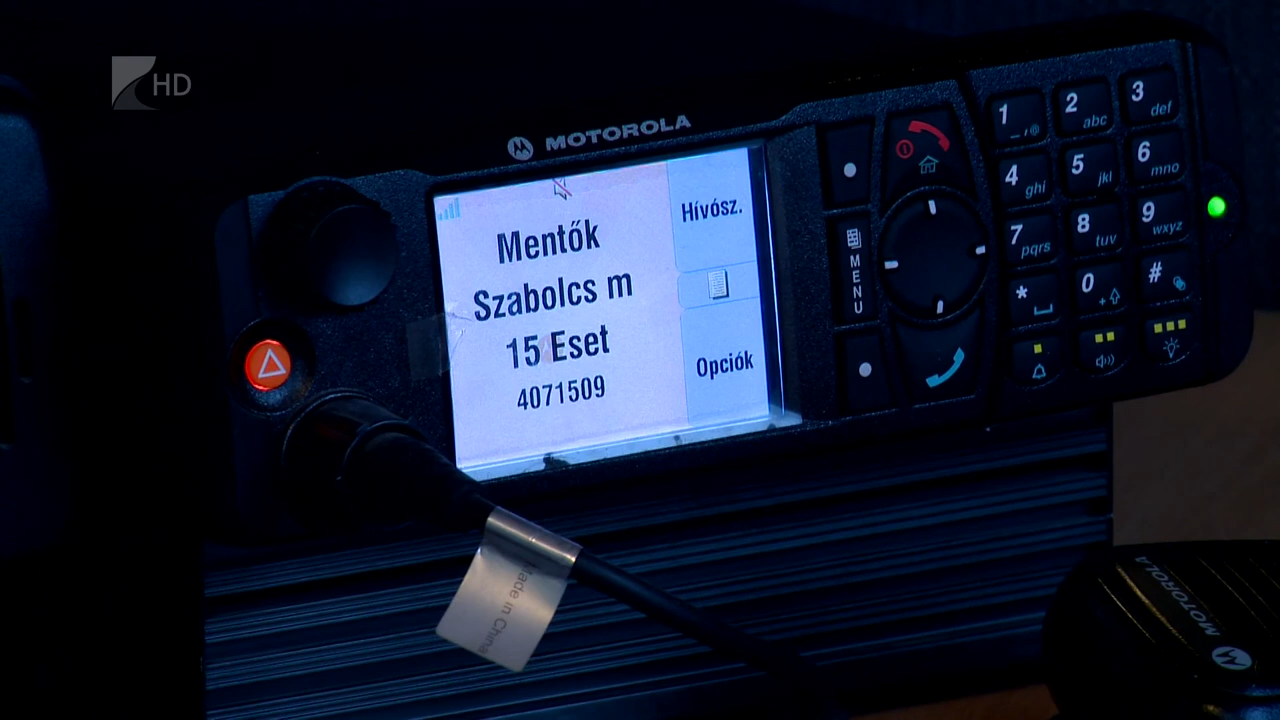 HD
MOTOROLA
Mentők
Szabolcs m
15 Eset
4071509
Hívósz.
Opciók
MENU
1 _,@
2 abc
3 def
4 ghi
5 jkl
6 mno
7 pqrs
8 tuv
9 wxyz
*
0 +
#
Made in China
MOTOROLA